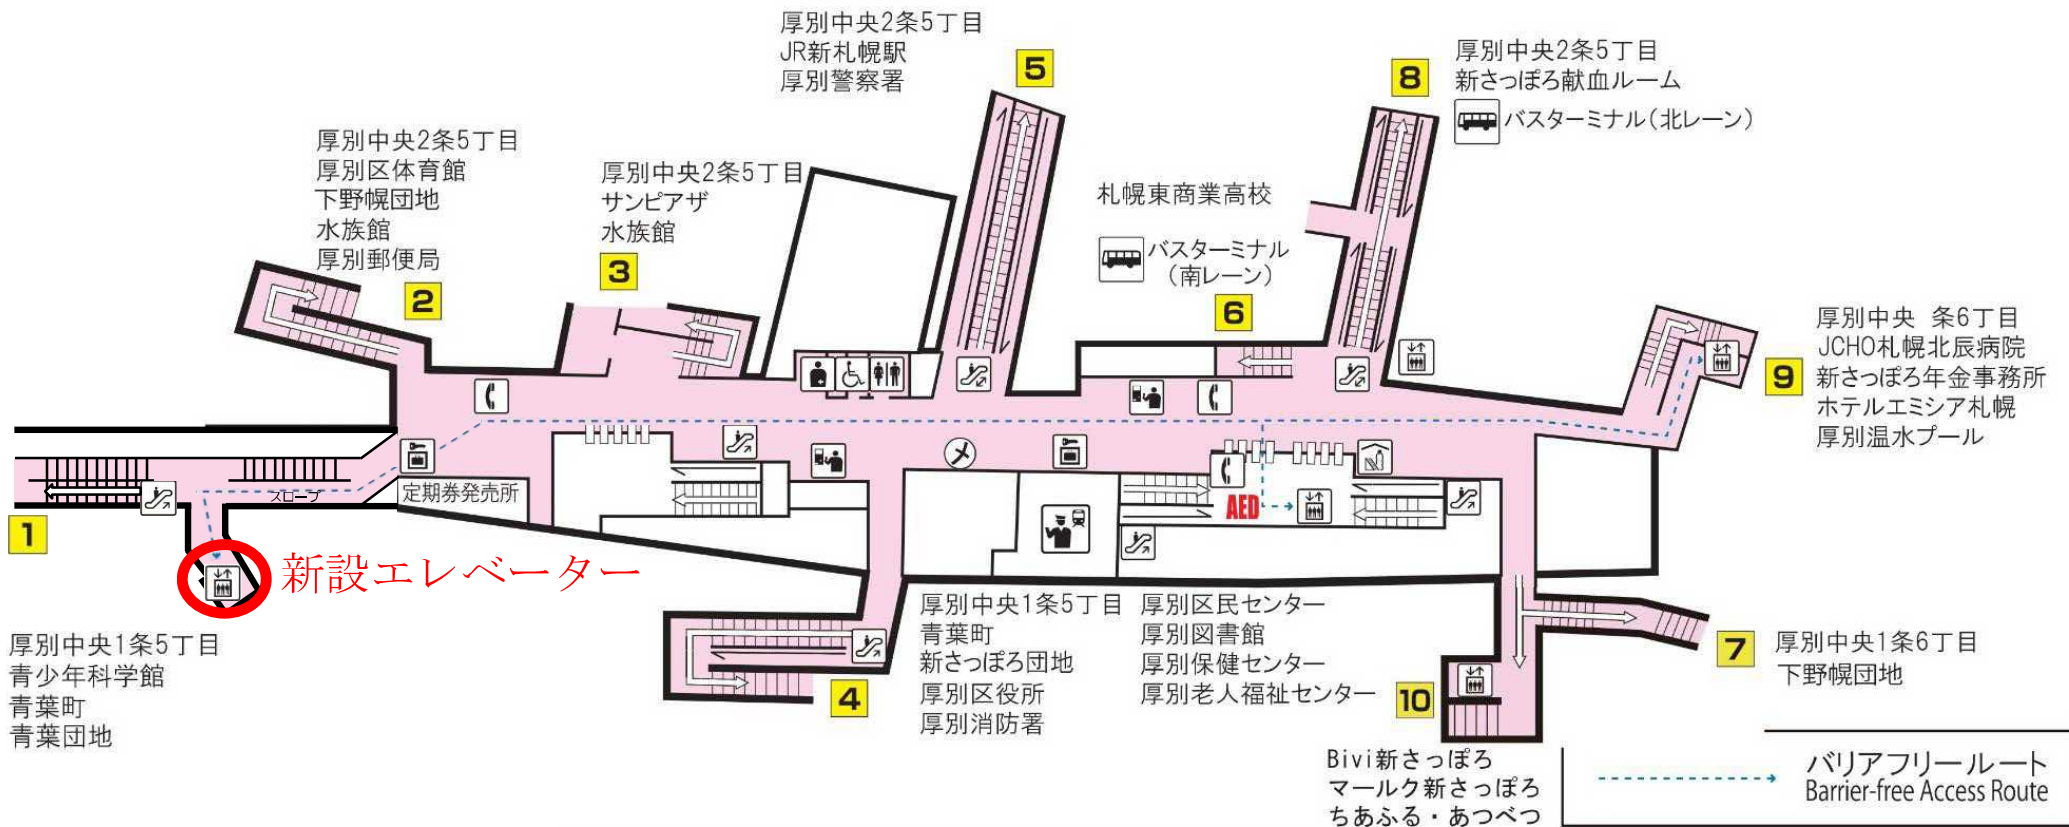 厚別中央2条5丁目
JR新札幌駅
厚別警察署
5
8
厚別中央2条5丁目
新さっぽろ献血ルーム
バスターミナル(北レーン)
厚別中央2条5丁目
厚別区体育館
下野幌団地
水族館
厚別郵便局
2
厚別中央2条5丁目
サンピアザ
水族館
3
札幌東商業高校
バスターミナル
(南レーン)
6
厚別中央 条6丁目
JCHO札幌北辰病院
新さっぽろ年金事務所
ホテルエミシア札幌
厚別温水プール
9
スロープ
定期券発売所
AED
1
新設エレベーター
厚別中央1条5丁目
青少年科学館
青葉町
青葉団地
4
厚別中央1条5丁目
青葉町
新さっぽろ団地
厚別区役所
厚別消防署
厚別区民センター
厚別図書館
厚別保健センター
厚別老人福祉センター
10
Bivi新さっぽろ
マールク新さっぽろ
ちあふる・あつべつ
7
厚別中央1条6丁目
下野幌団地
バリアフリールート
Barrier-free Access Route